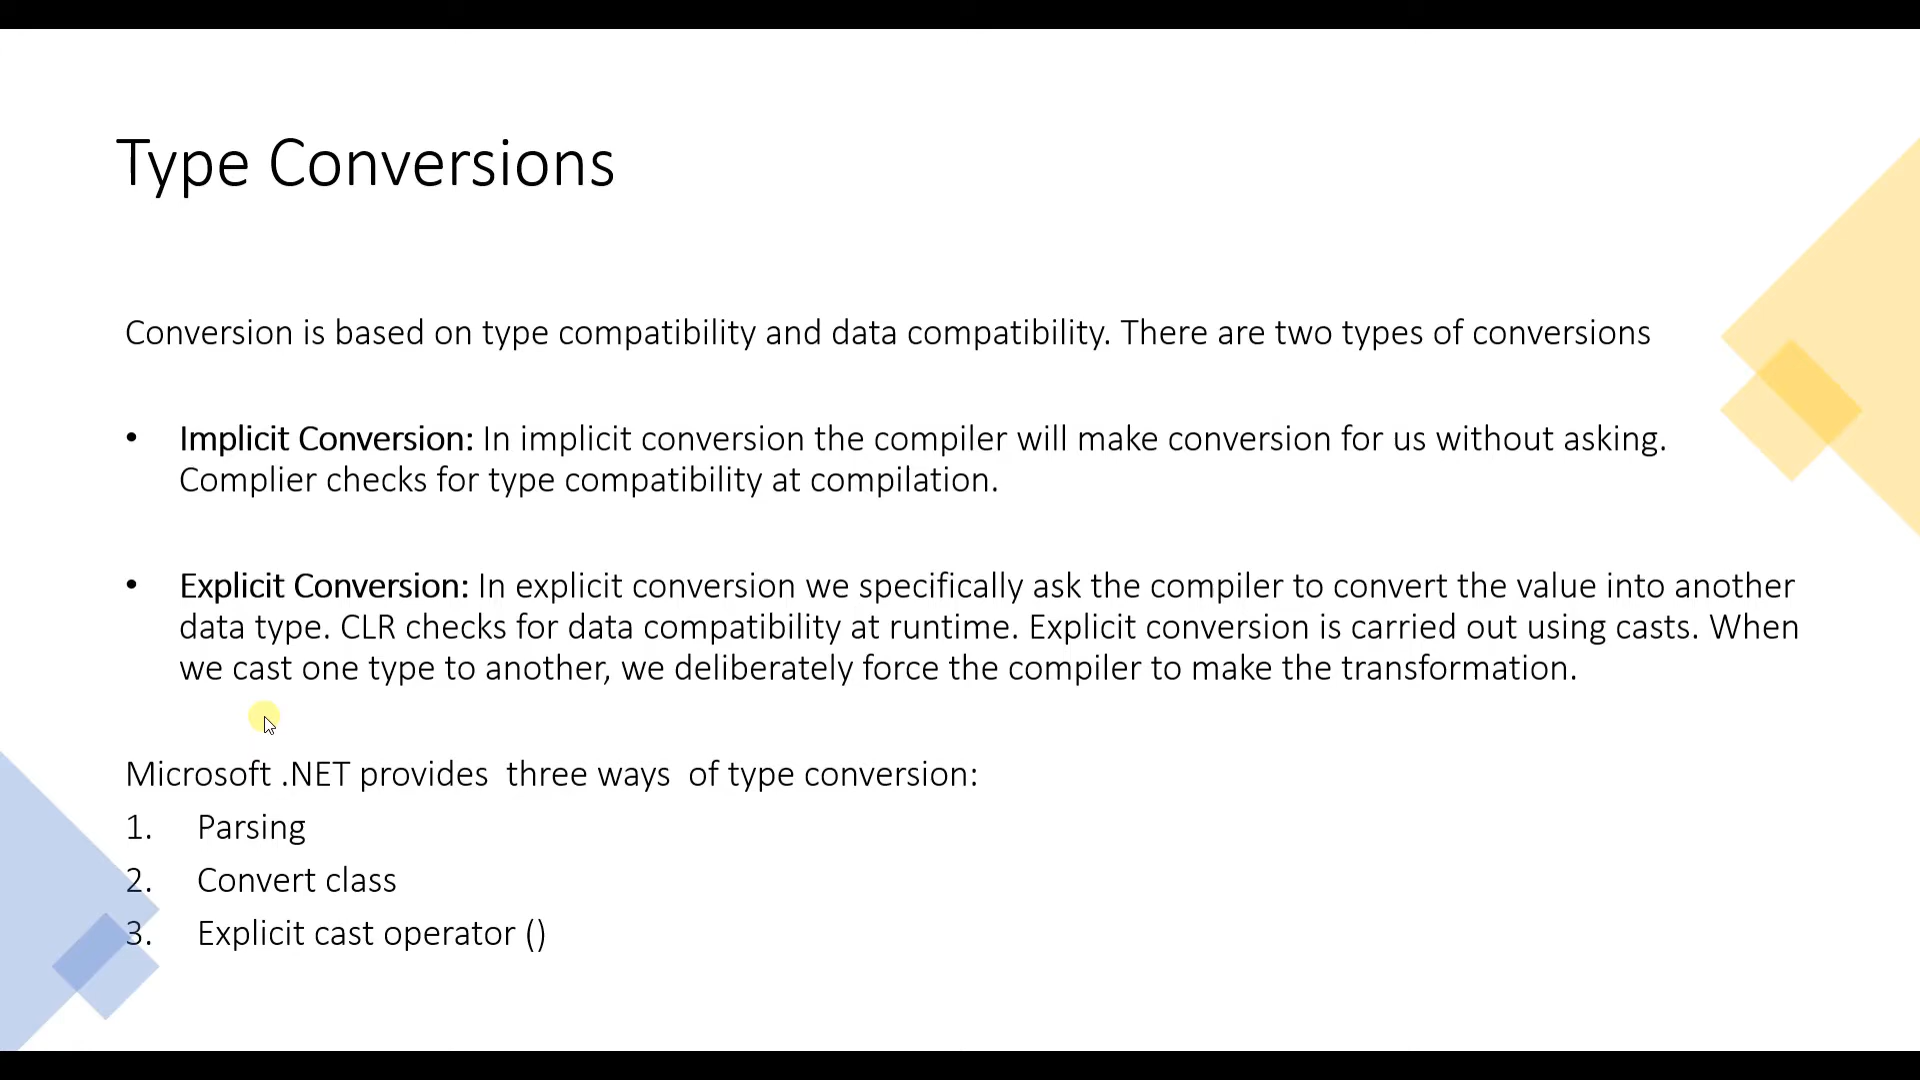 Type Conversions
Conversion is based on type compatibility and data compatibility. There are two types of conversions
• Implicit Conversion: In implicit conversion the compiler will make conversion for us without asking.
Complier checks for type compatibility at compilation.
• Explicit Conversion: In explicit conversion we specifically ask the compiler to convert the value into another
data type. CLR checks for data compatibility at runtime. Explicit conversion is carried out using casts. When
we cast one type to another, we deliberately force the compiler to make the transformation.
Microsoft .NET provides three ways of type conversion:
1. Parsing
2. Convert class
3. Explicit cast operator ()